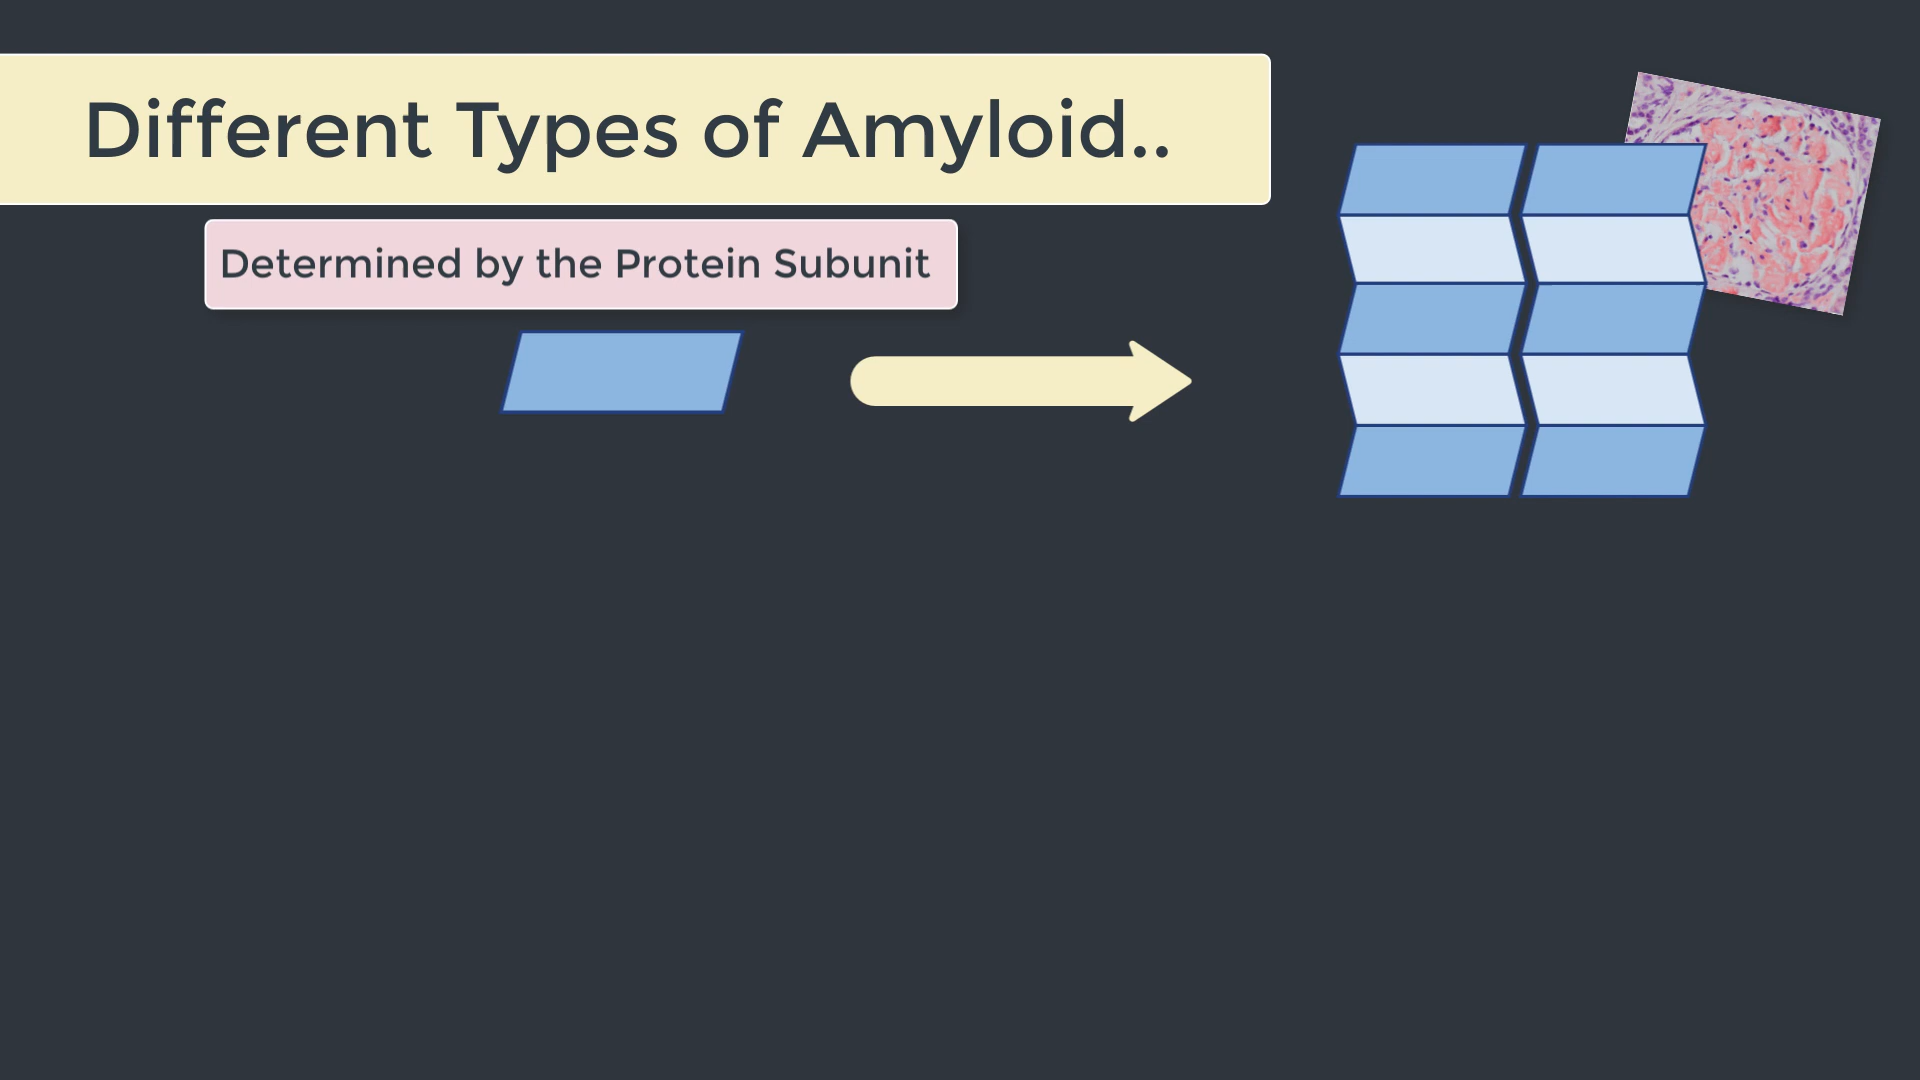 Different Types of Amyloid..
Determined by the Protein Subunit